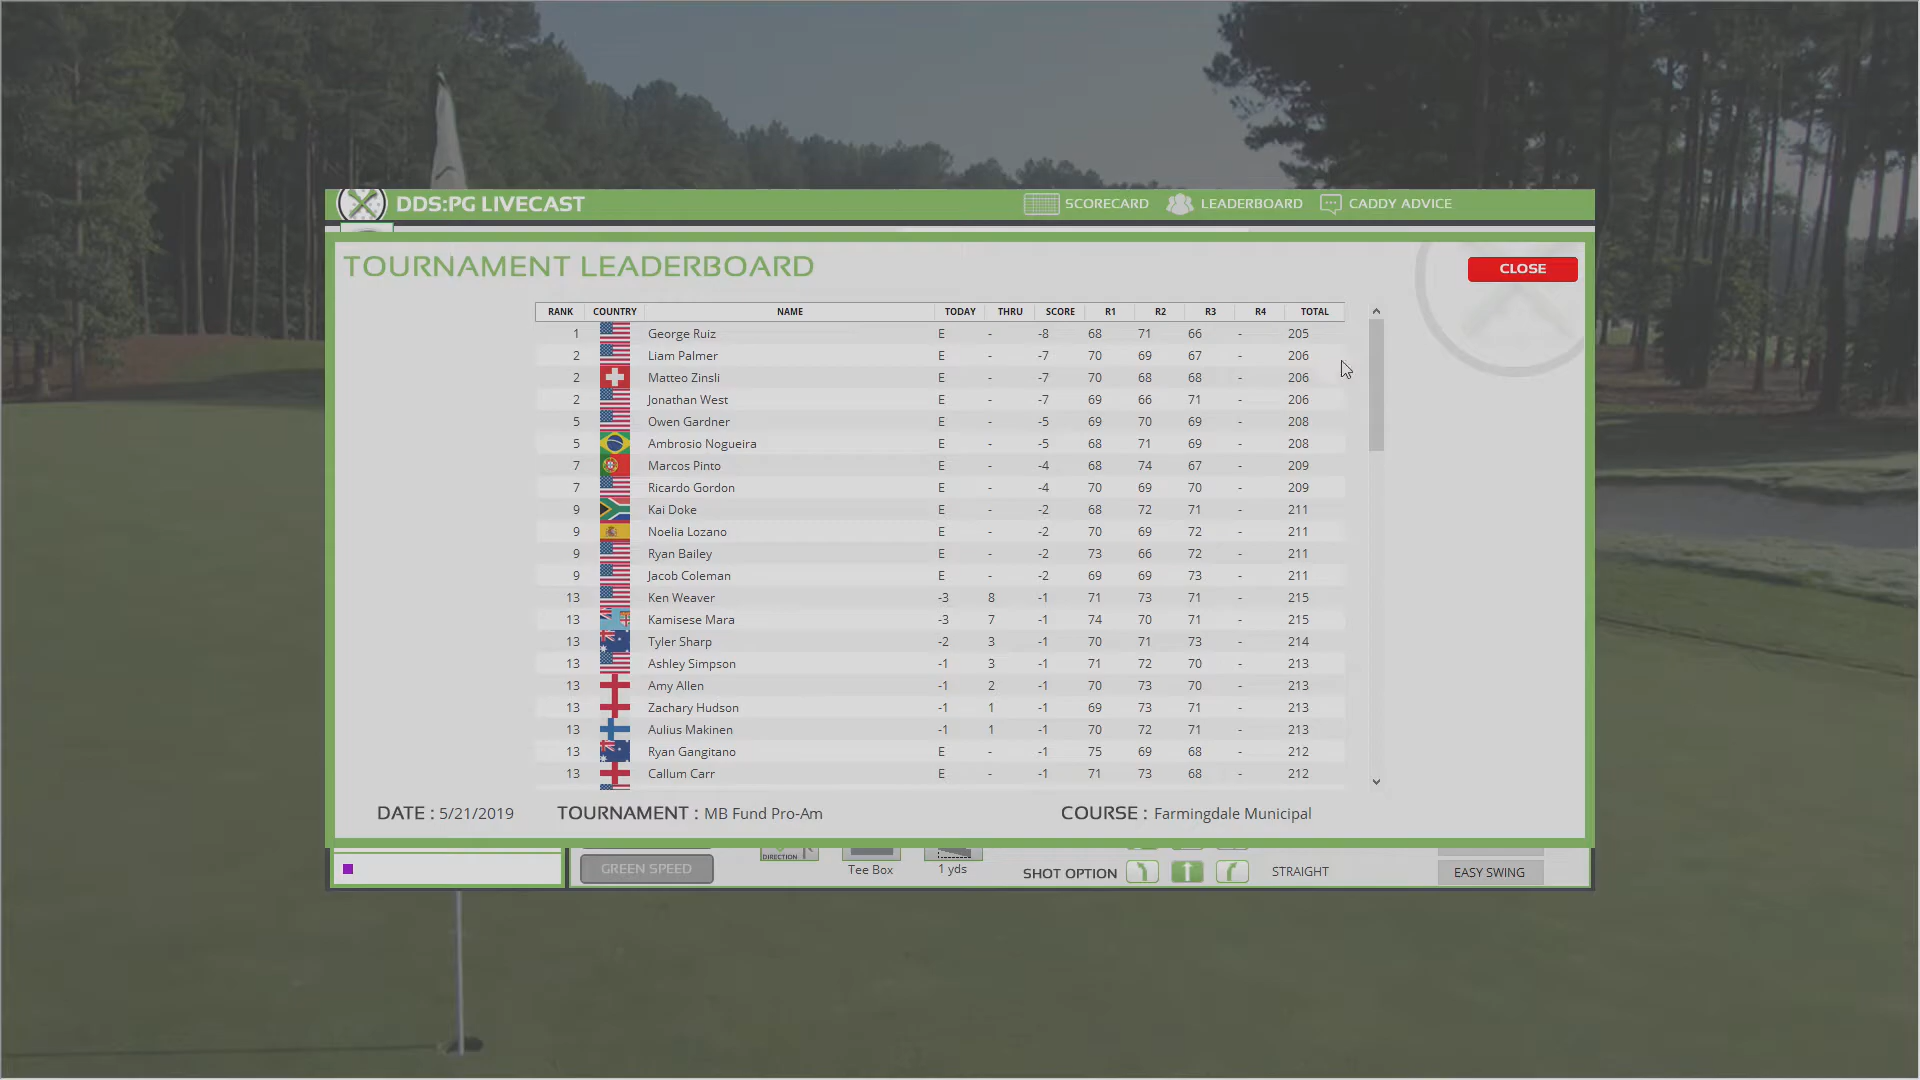 DDS:PG LIVECAST SCORECARD LEADERBOARD CADDY ADVICE
TOURNAMENT LEADERBOARD CLOSE
RANK COUNTRY NAME TODAY THRU SCORE R1 R2 R3 R4 TOTAL
1 George Ruiz E - -8 68 71 66 - 205
2 Liam Palmer E - -7 70 69 67 - 206
2 Matteo Zinsli E - -7 70 68 68 - 206
2 Jonathan West E - -7 69 66 71 - 206
5 Owen Gardner E - -5 69 70 69 - 208
5 Ambrosio Nogueira E - -5 68 71 69 - 208
7 Marcos Pinto E - -4 68 74 67 - 209
7 Ricardo Gordon E - -4 70 69 70 - 209
9 Kai Doke E - -2 68 72 71 - 211
9 Noelia Lozano E - -2 70 69 72 - 211
9 Ryan Bailey E - -2 73 66 72 - 211
9 Jacob Coleman E - -2 69 69 73 - 211
13 Ken Weaver -3 8 -1 71 73 71 - 215
13 Kamisese Mara -3 7 -1 74 70 71 - 215
13 Tyler Sharp -2 3 -1 70 71 73 - 214
13 Ashley Simpson -1 3 -1 71 72 70 - 213
13 Amy Allen -1 2 -1 70 73 70 - 213
13 Zachary Hudson -1 1 -1 69 73 71 - 213
13 Aulius Makinen -1 1 -1 70 72 71 - 213
13 Ryan Gangitano E - -1 75 69 68 - 212
13 Callum Carr E - -1 71 73 68 - 212
DATE : 5/21/2019 TOURNAMENT : MB Fund Pro-Am COURSE : Farmingdale Municipal
DIRECTION
GREEN SPEED Tee Box 1 yds SHOT OPTION STRAIGHT EASY SWING